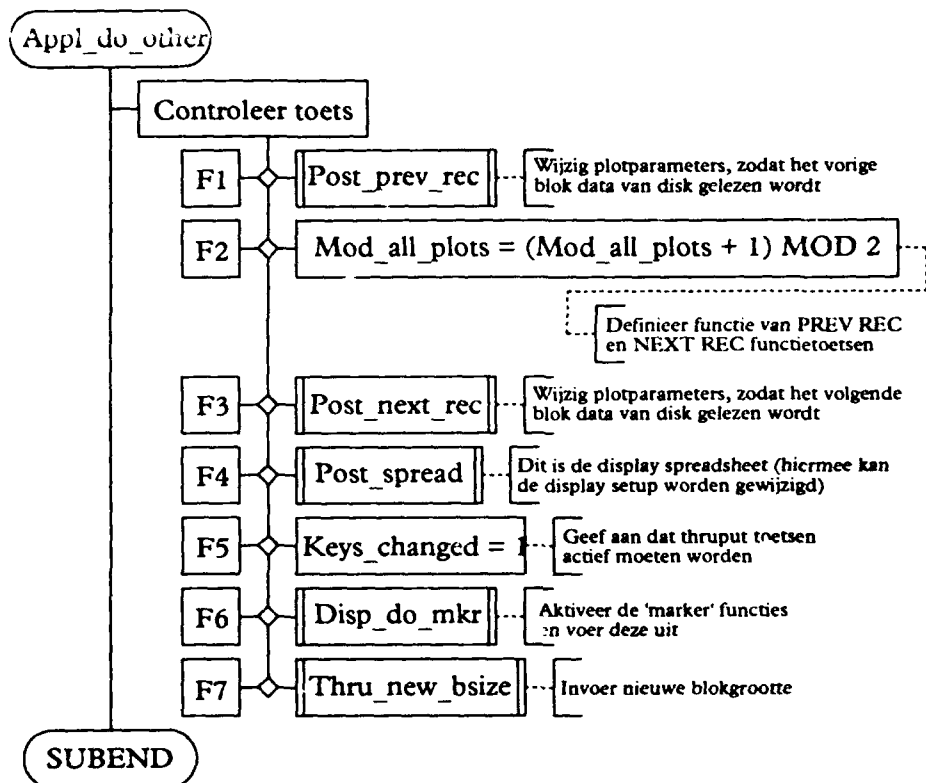 Appl_do_other
Controleer toets
F1
Post_prev_rec
Wijzig plotparameters, zodat het vorige
blok data van disk gelezen wordt
F2
Mod_all_plots = (Mod_all_plots + 1) MOD 2
Definieer functie van PREV REC
en NEXT REC functietoetsen
F3
Post_next_rec
Wijzig plotparameters, zodat het volgende
blok data van disk gelezen wordt
F4
Post_spread
Dit is de display spreadsheet (hiermee kan
de display setup worden gewijzigd)
F5
Keys_changed = 1
Geef aan dat thruput toetsen
actief moeten worden
F6
Disp_do_mkr
Aktiveer de 'marker' functies
en voer deze uit
F7
Thru_new_bsize
Invoer nieuwe blokgrootte
SUBEND